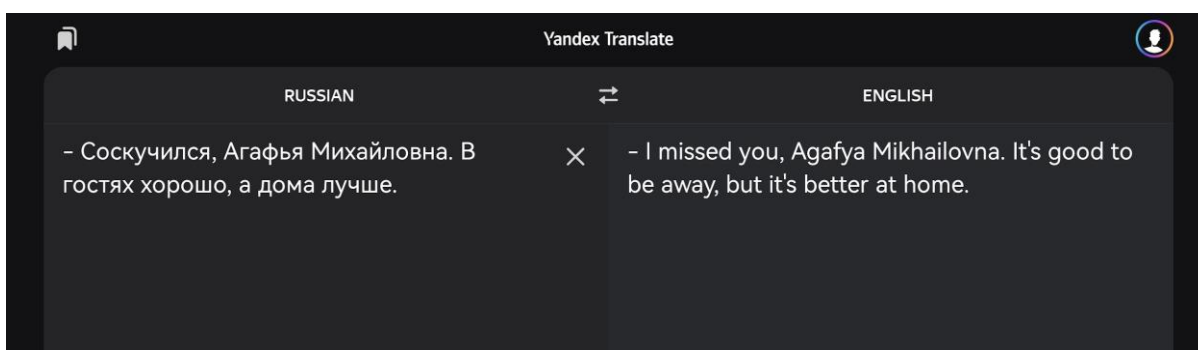 Yandex Translate
RUSSIAN
ENGLISH
– Соскучился, Агафья Михайловна. В
гостях хорошо, а дома лучше.
– I missed you, Agafya Mikhailovna. It's good to
be away, but it's better at home.